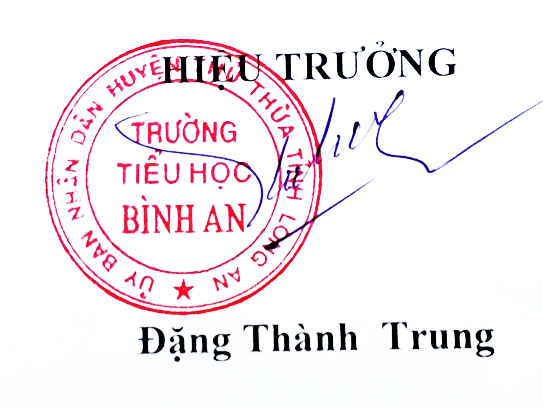 HIỆU TRƯỞNG
ỦY BAN NHÂN DÂN HUYỆN THỦ THỪA TỈNH LONG AN
TRƯỜNG
TIỂU HỌC
BÌNH AN
Đặng Thành Trung